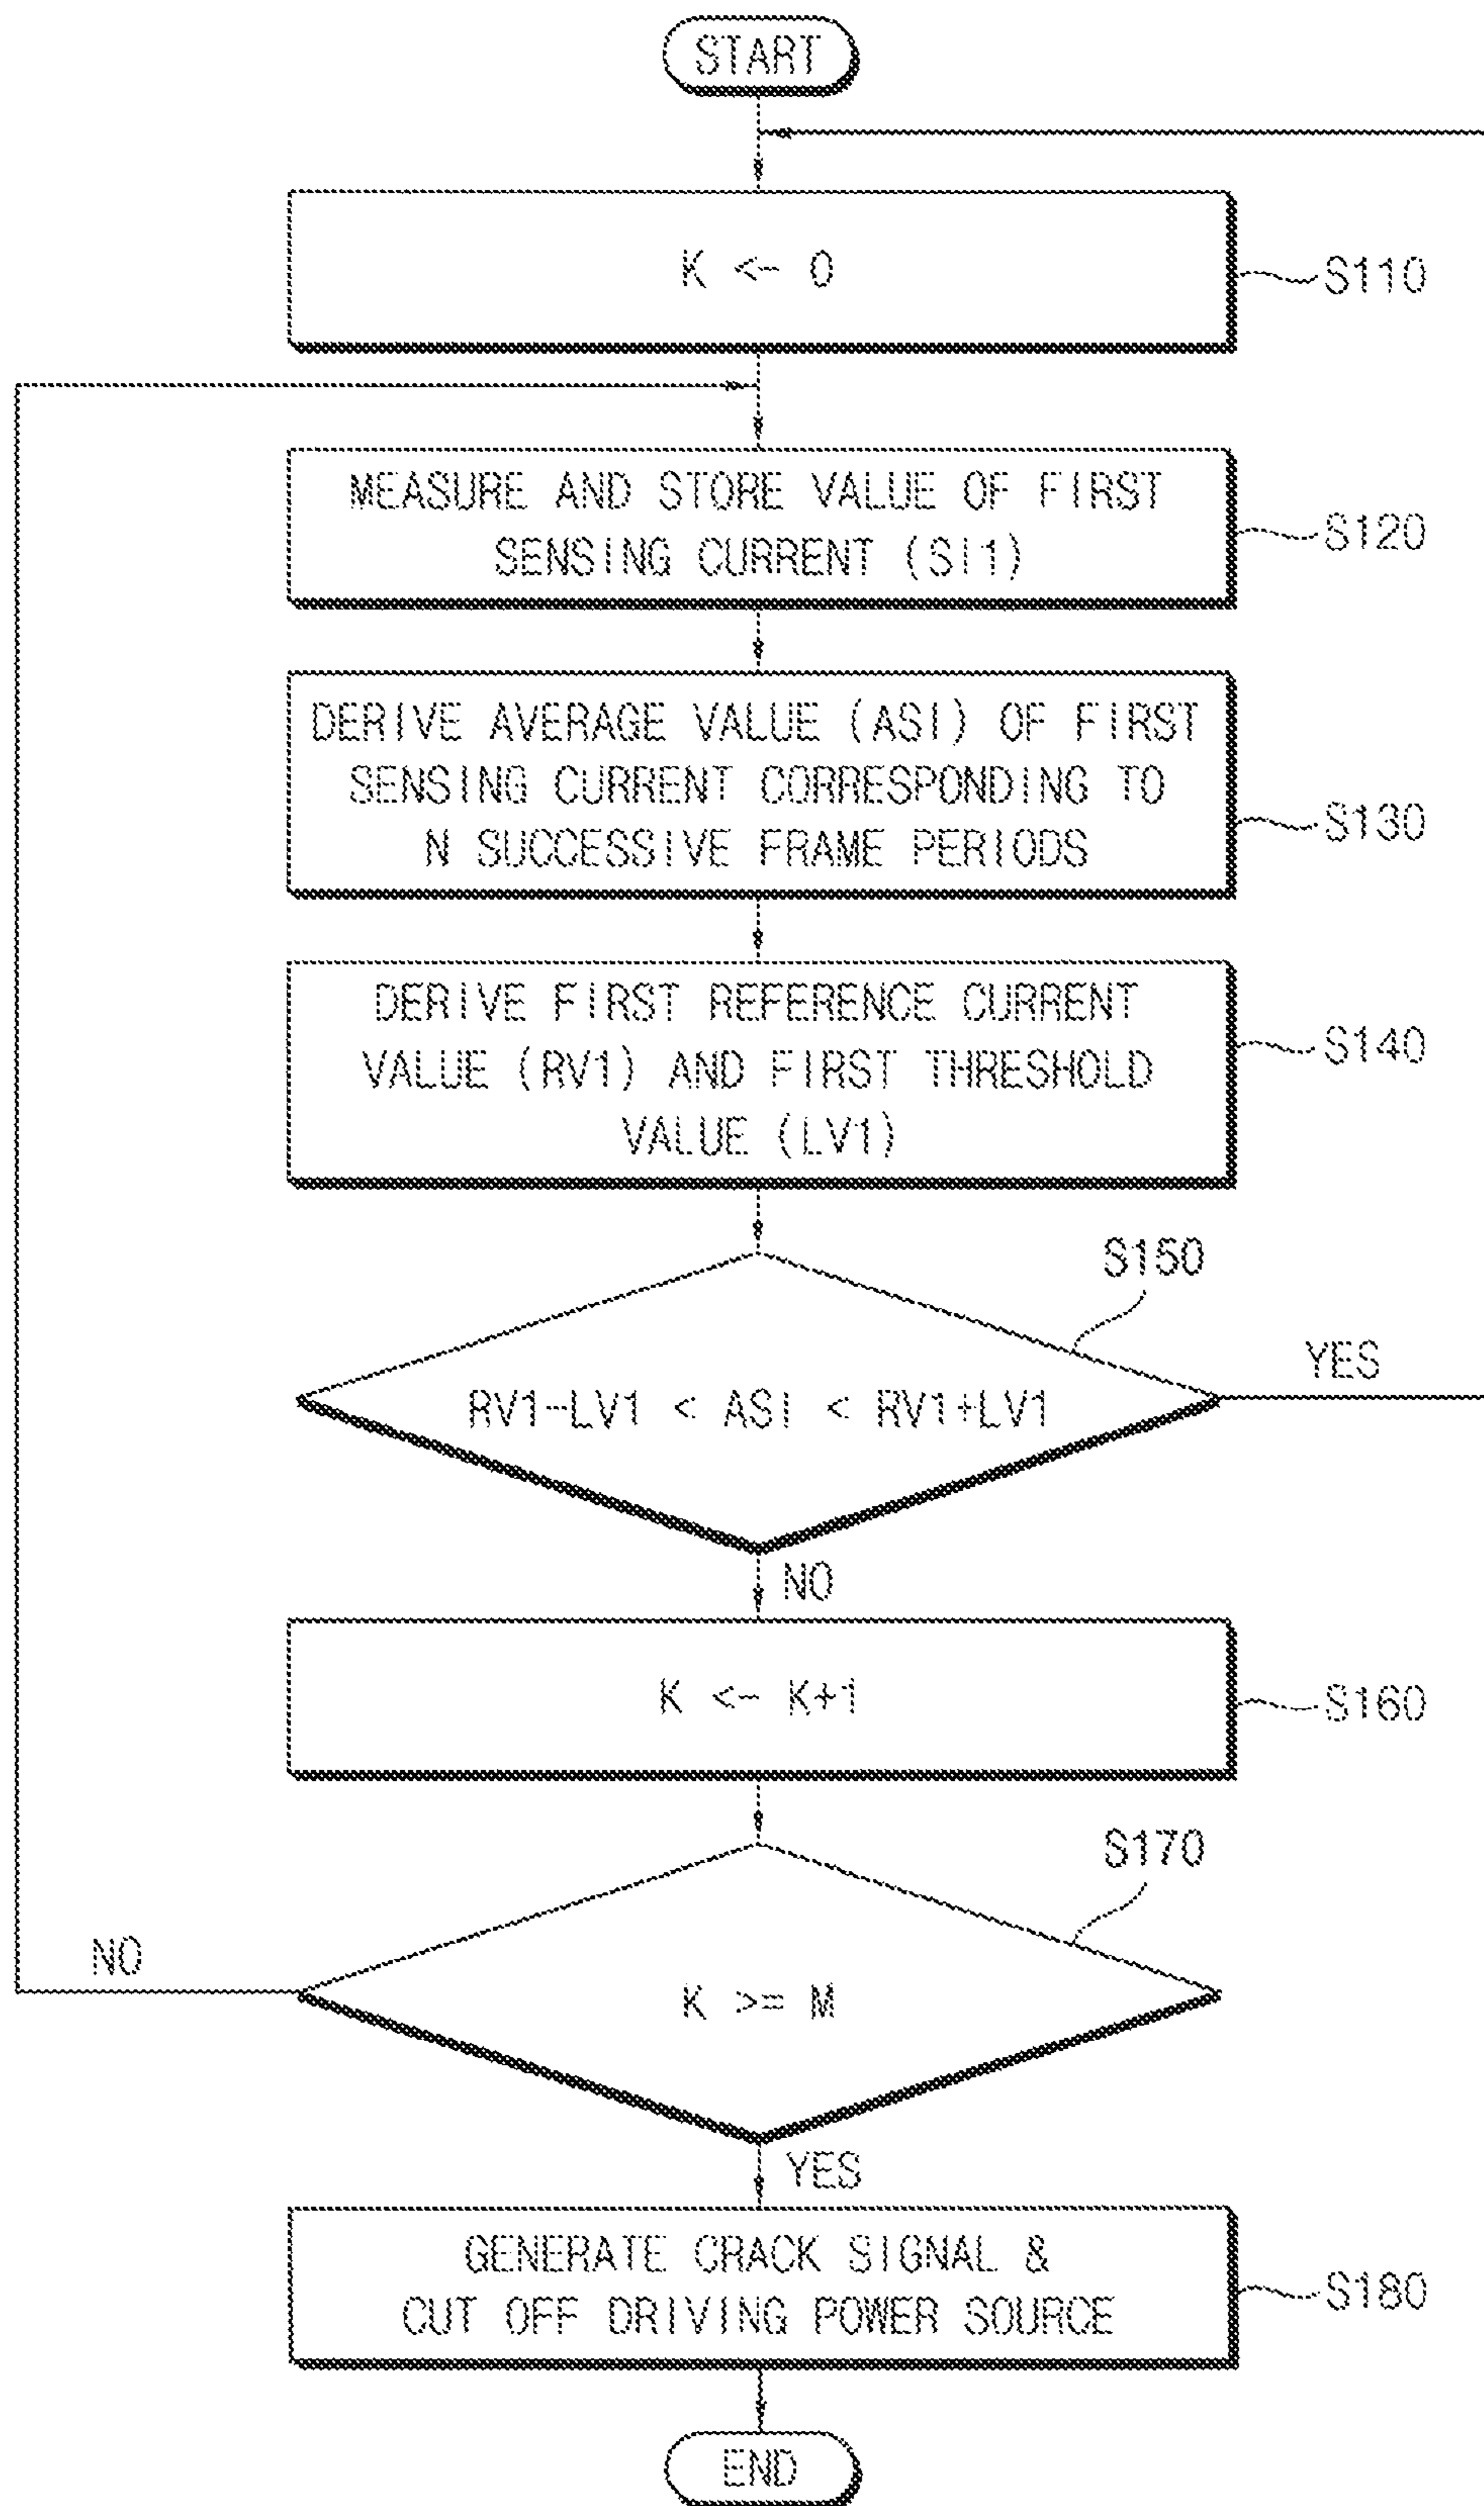 START
K <- 0
S110
MEASURE AND STORE VALUE OF FIRST
SENSING CURRENT (SI1)
S120
DERIVE AVERAGE VALUE (ASI) OF FIRST
SENSING CURRENT CORRESPONDING TO
N SUCCESSIVE FRAME PERIODS
S130
DERIVE FIRST REFERENCE CURRENT
VALUE (RV1) AND FIRST THRESHOLD
VALUE (LV1)
S140
S150
RV1-LV1 < ASI < RV1+LV1
YES
NO
K <- K+1
S160
S170
K >= M
NO
YES
GENERATE CRACK SIGNAL &
CUT OFF DRIVING POWER SOURCE
S180
END